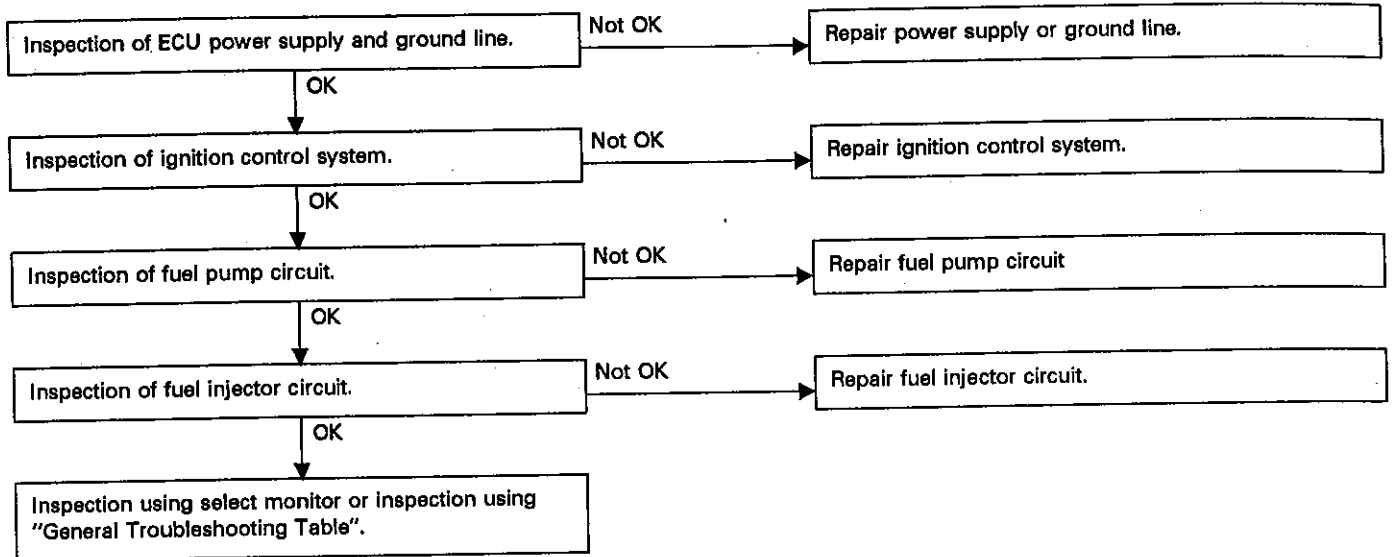 Inspection of ECU power supply and ground line.
Not OK
Repair power supply or ground line.
OK
Inspection of ignition control system.
Not OK
Repair ignition control system.
OK
Inspection of fuel pump circuit.
Not OK
Repair fuel pump circuit
OK
Inspection of fuel injector circuit.
Not OK
Repair fuel injector circuit.
OK
Inspection using select monitor or inspection using
"General Troubleshooting Table".